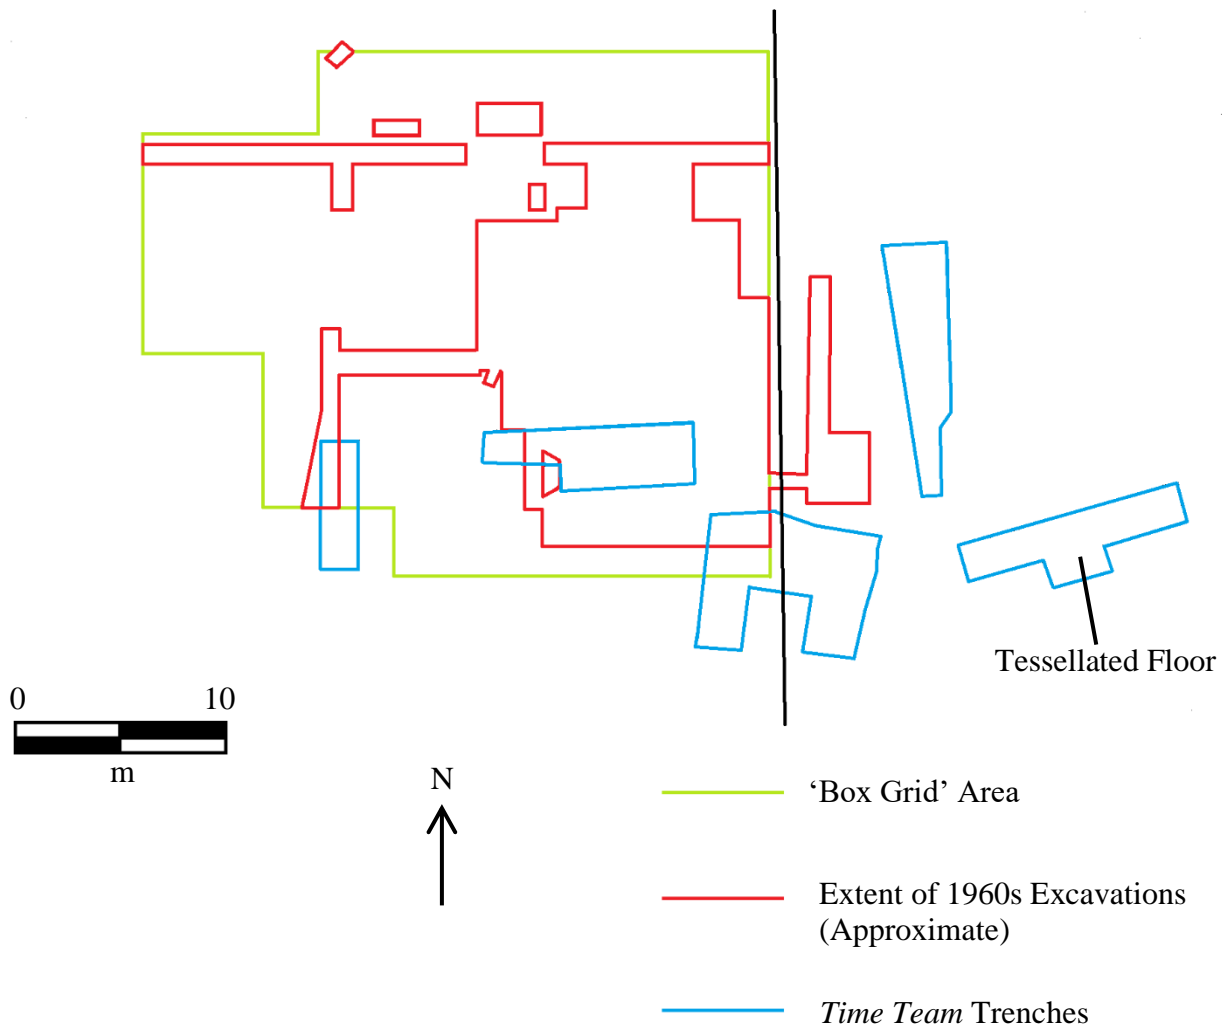 Tessellated Floor
0 10
m
N
‘Box Grid’ Area
Extent of 1960s Excavations
(Approximate)
Time Team Trenches